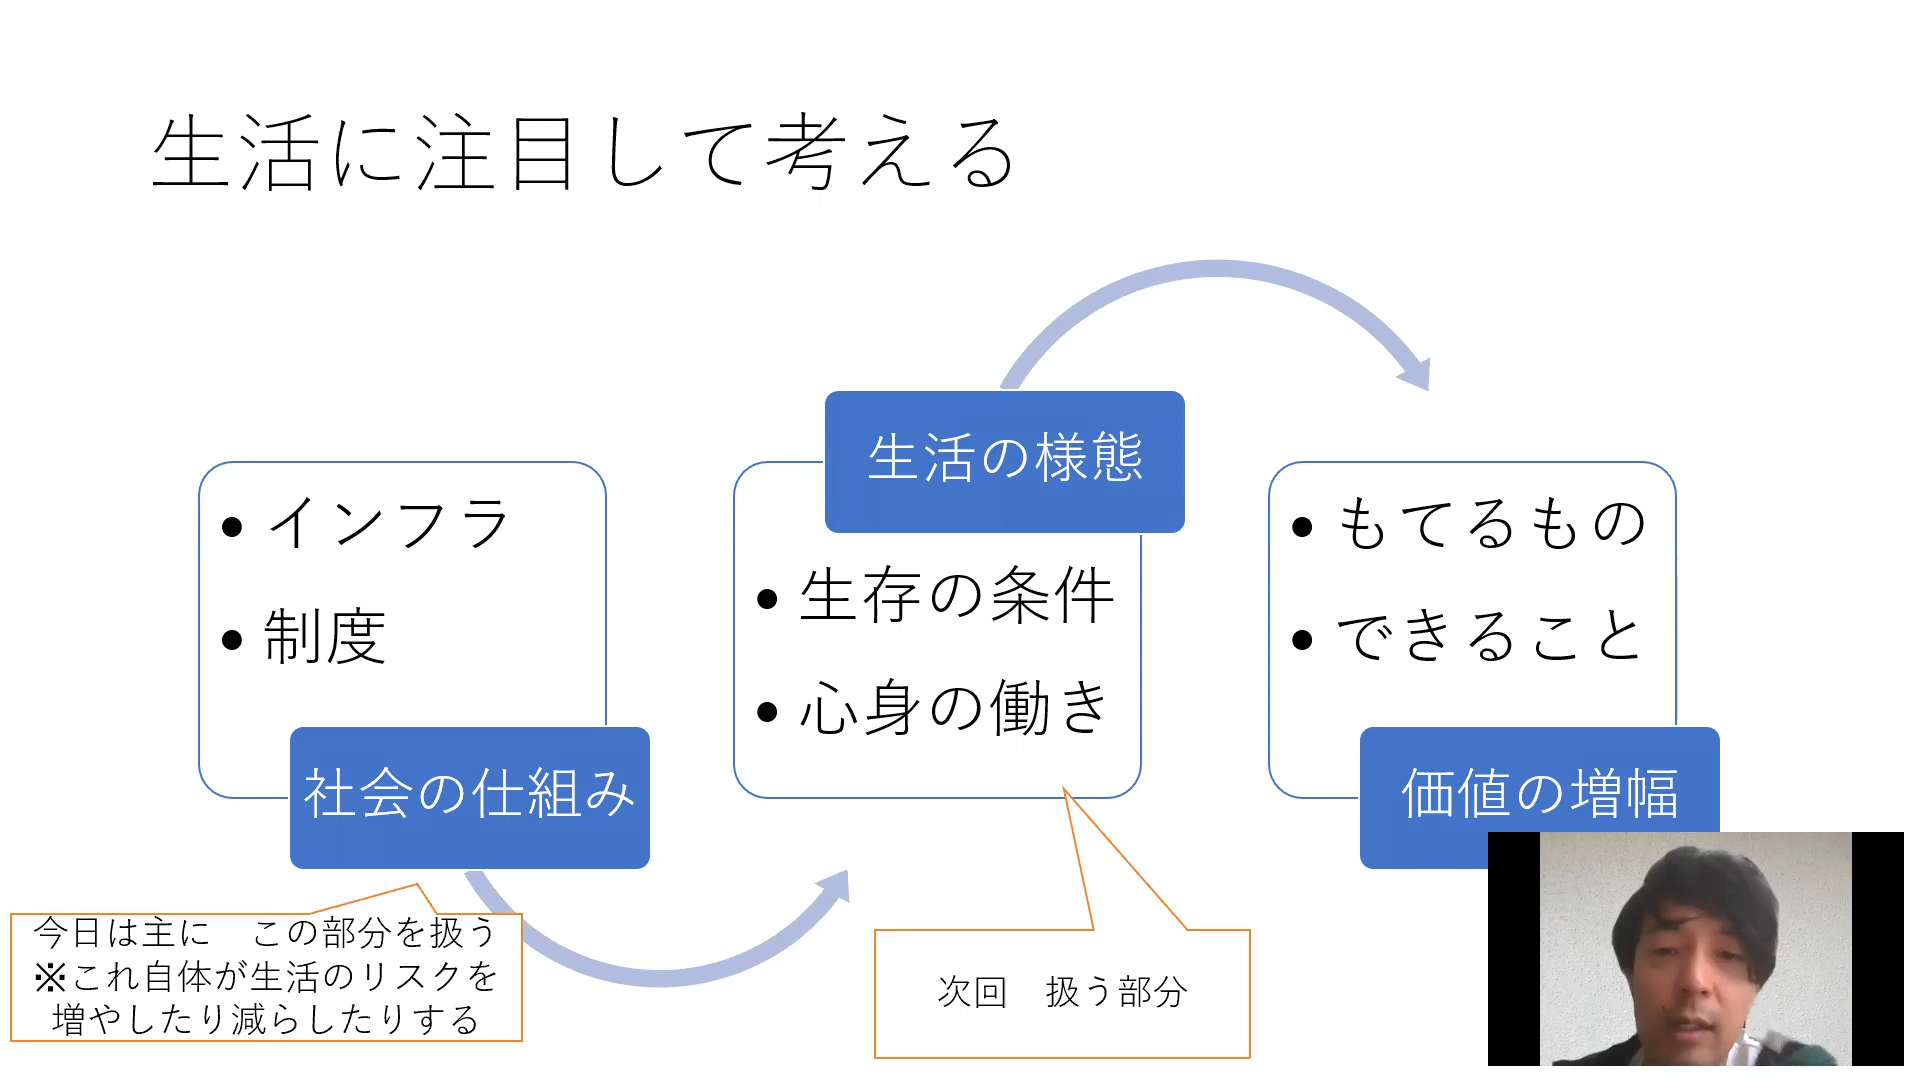 生活に注目して考える
• インフラ
• 制度
社会の仕組み
生活の様態
• 生存の条件
• 心身の働き
• もてるもの
• できること
価値の増幅
今日は主に　この部分を扱う
※これ自体が生活のリスクを
増やしたり減らしたりする
次回　扱う部分